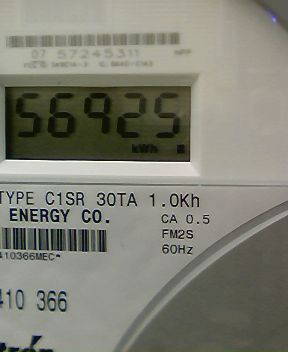 07 57245311
56925
kWh
TYPE C1SR 30TA 1.0Kh
ENERGY CO. CA 0.5
FM2S
60Hz
410366MEC*
410 366